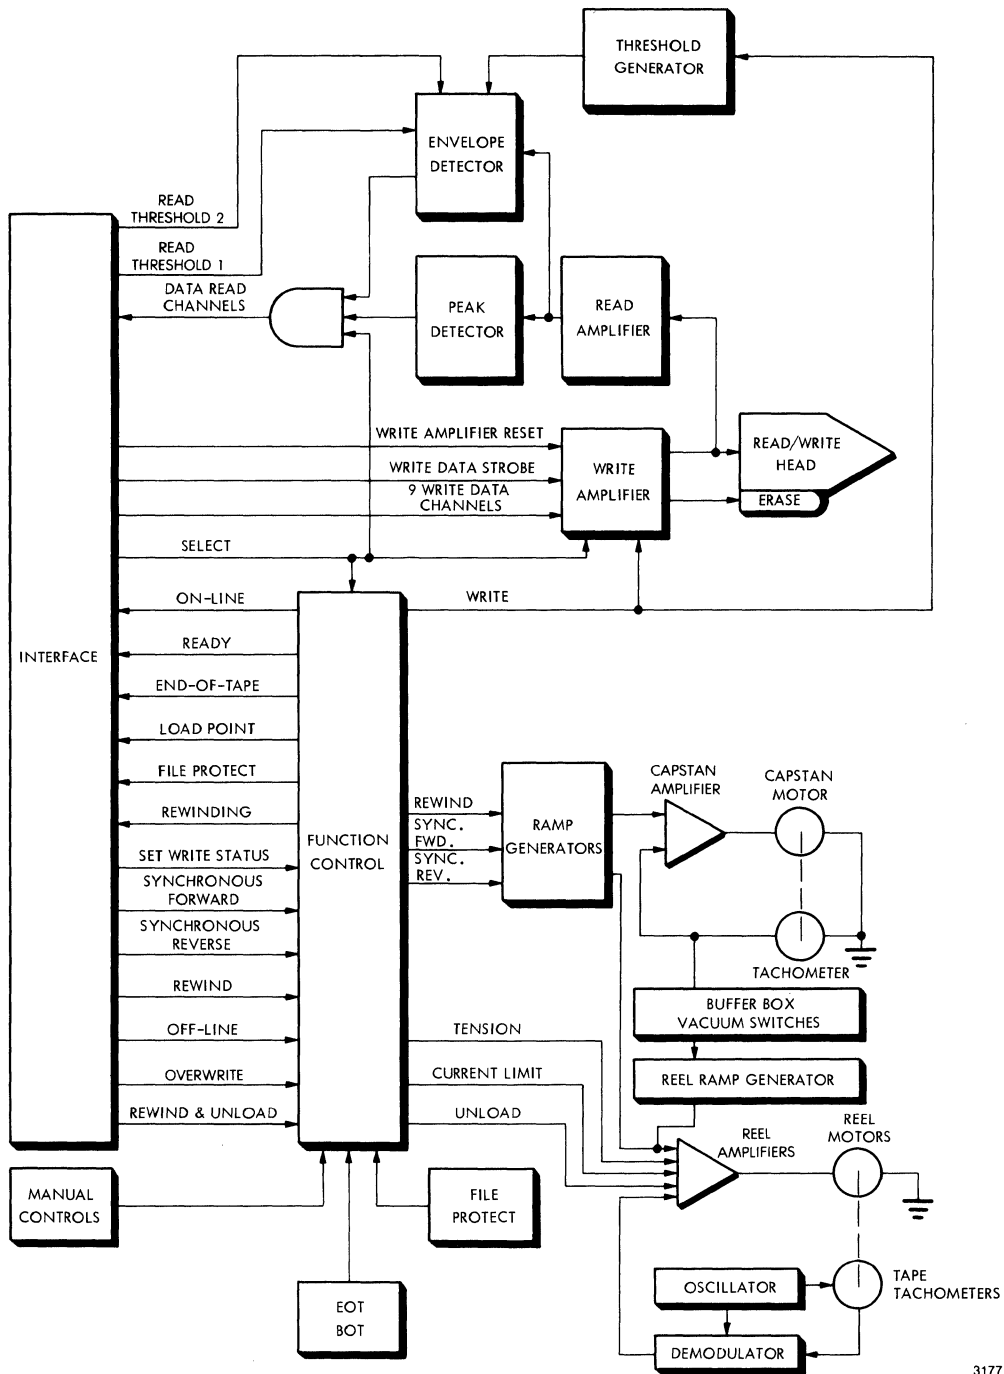 THRESHOLD
GENERATOR
ENVELOPE
DETECTOR
READ
THRESHOLD 2
READ
THRESHOLD 1
DATA READ
CHANNELS
PEAK
DETECTOR
READ
AMPLIFIER
WRITE AMPLIFIER RESET
WRITE DATA STROBE
9 WRITE DATA
CHANNELS
WRITE
AMPLIFIER
READ/WRITE
HEAD
ERASE
SELECT
INTERFACE
ON-LINE
READY
END-OF-TAPE
LOAD POINT
FILE PROTECT
REWINDING
SET WRITE STATUS
SYNCHRONOUS
FORWARD
SYNCHRONOUS
REVERSE
REWIND
OFF-LINE
OVERWRITE
REWIND & UNLOAD
FUNCTION
CONTROL
WRITE
REWIND
SYNC.
FWD.
SYNC.
REV.
RAMP
GENERATORS
CAPSTAN
AMPLIFIER
CAPSTAN
MOTOR
TACHOMETER
BUFFER BOX
VACUUM SWITCHES
REEL RAMP GENERATOR
TENSION
CURRENT LIMIT
UNLOAD
REEL
AMPLIFIERS
REEL
MOTORS
MANUAL
CONTROLS
FILE
PROTECT
EOT
BOT
OSCILLATOR
DEMODULATOR
TAPE
TACHOMETERS
3177